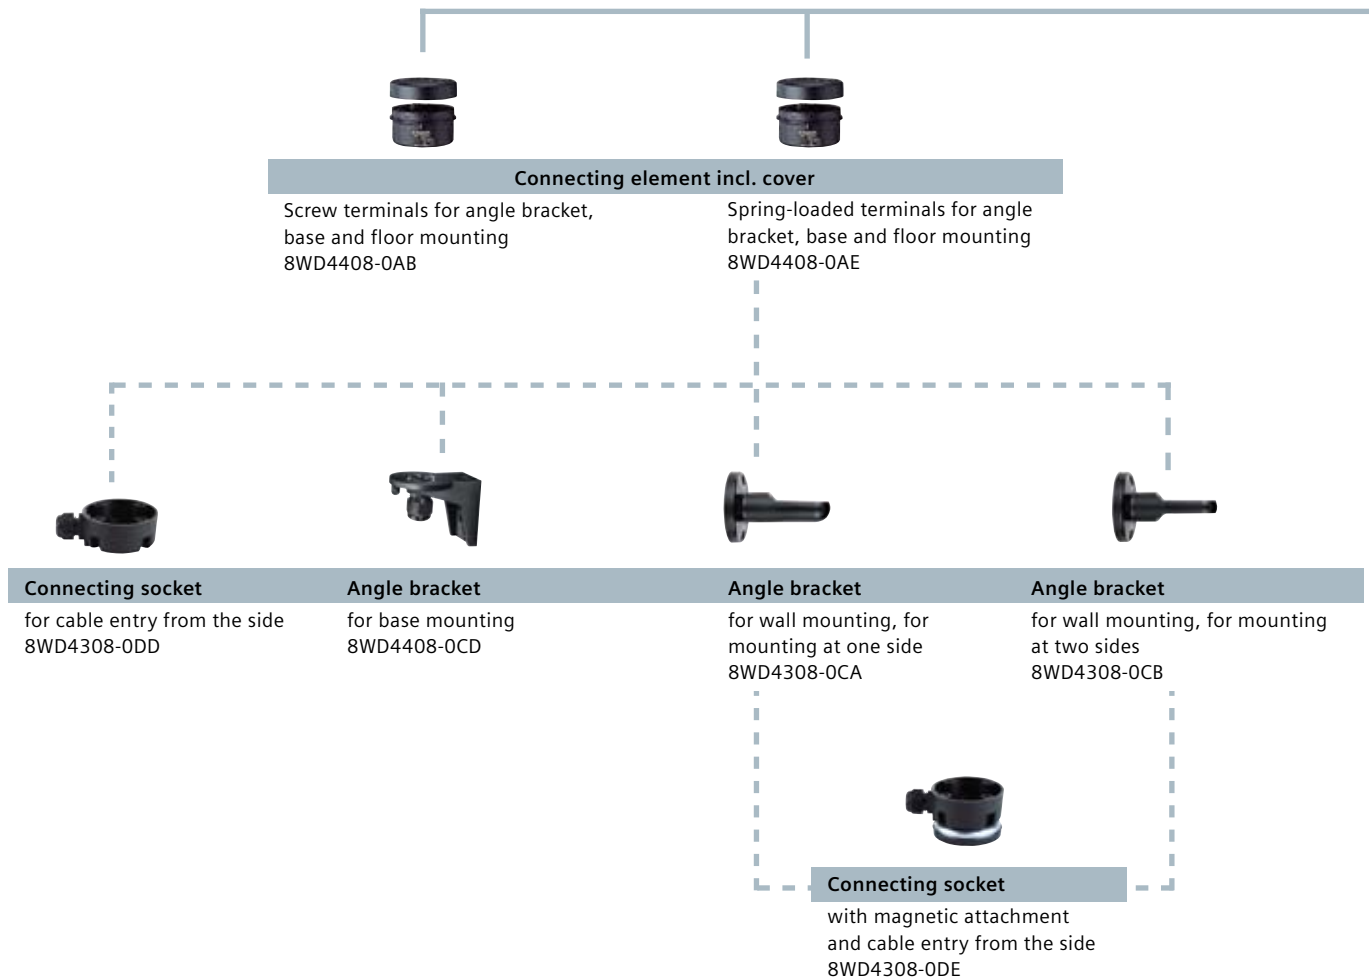 Connecting element incl. cover
Screw terminals for angle bracket,
base and floor mounting
8WD4408-0AB
Spring-loaded terminals for angle
bracket, base and floor mounting
8WD4408-0AE
Connecting socket
for cable entry from the side
8WD4308-0DD
Angle bracket
for base mounting
8WD4408-0CD
Angle bracket
for wall mounting, for
mounting at one side
8WD4308-0CA
Angle bracket
for wall mounting, for mounting
at two sides
8WD4308-0CB
Connecting socket
with magnetic attachment
and cable entry from the side
8WD4308-0DE